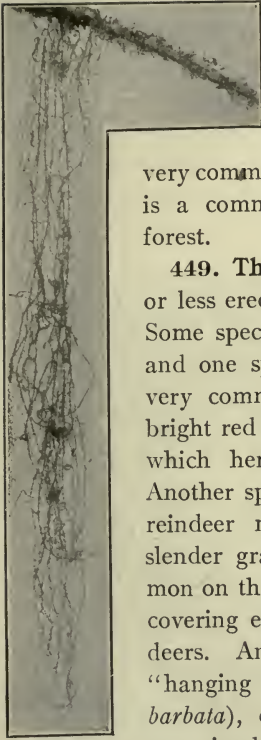 very comm
is a comm
forest.
449. Th
or less erec
Some spec
and one s
very comm
bright red
which her
Another sp
reindeer r
slender gra
mon on th
covering e
deers. An
"hanging
barbata), c